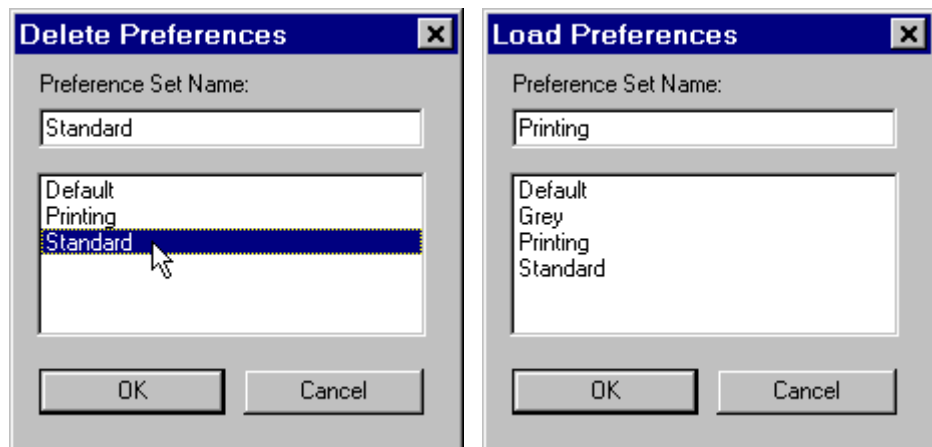 Delete Preferences
Preference Set Name:
Standard
Default
Printing
Standard
OK Cancel
Load Preferences
Preference Set Name:
Printing
Default
Grey
Printing
Standard
OK Cancel